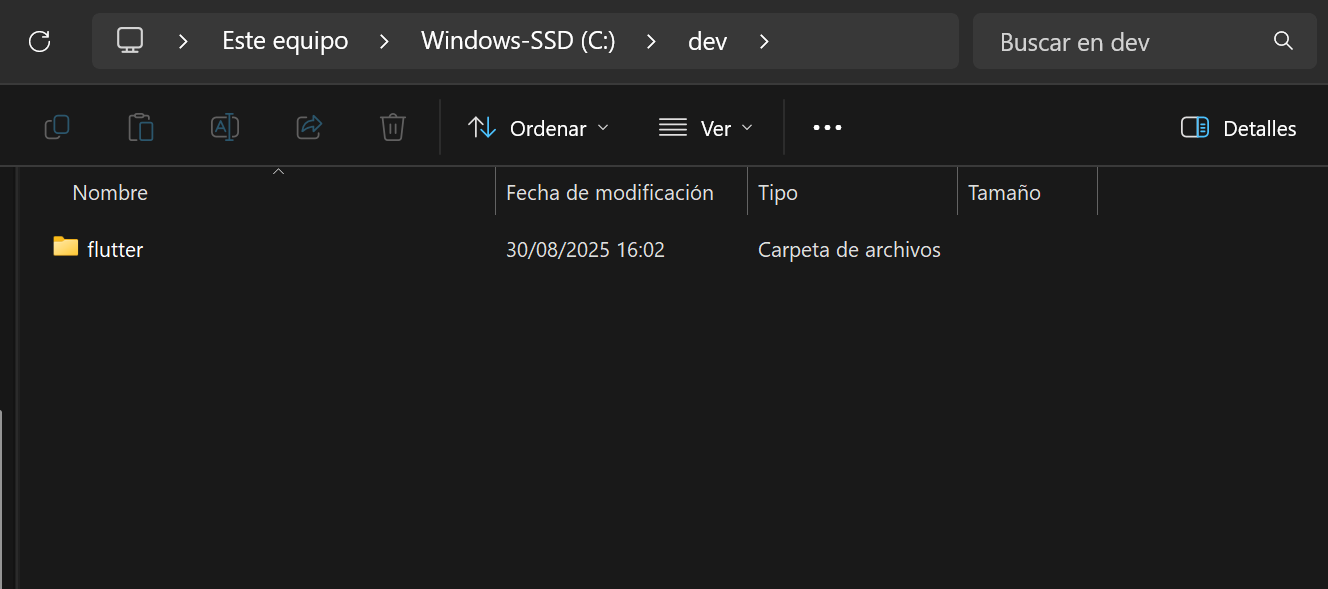 Este equipo > Windows-SSD (C:) > dev >
Buscar en dev
Ordenar
Ver
Detalles
Nombre
Fecha de modificación
Tipo
Tamaño
flutter
30/08/2025 16:02
Carpeta de archivos